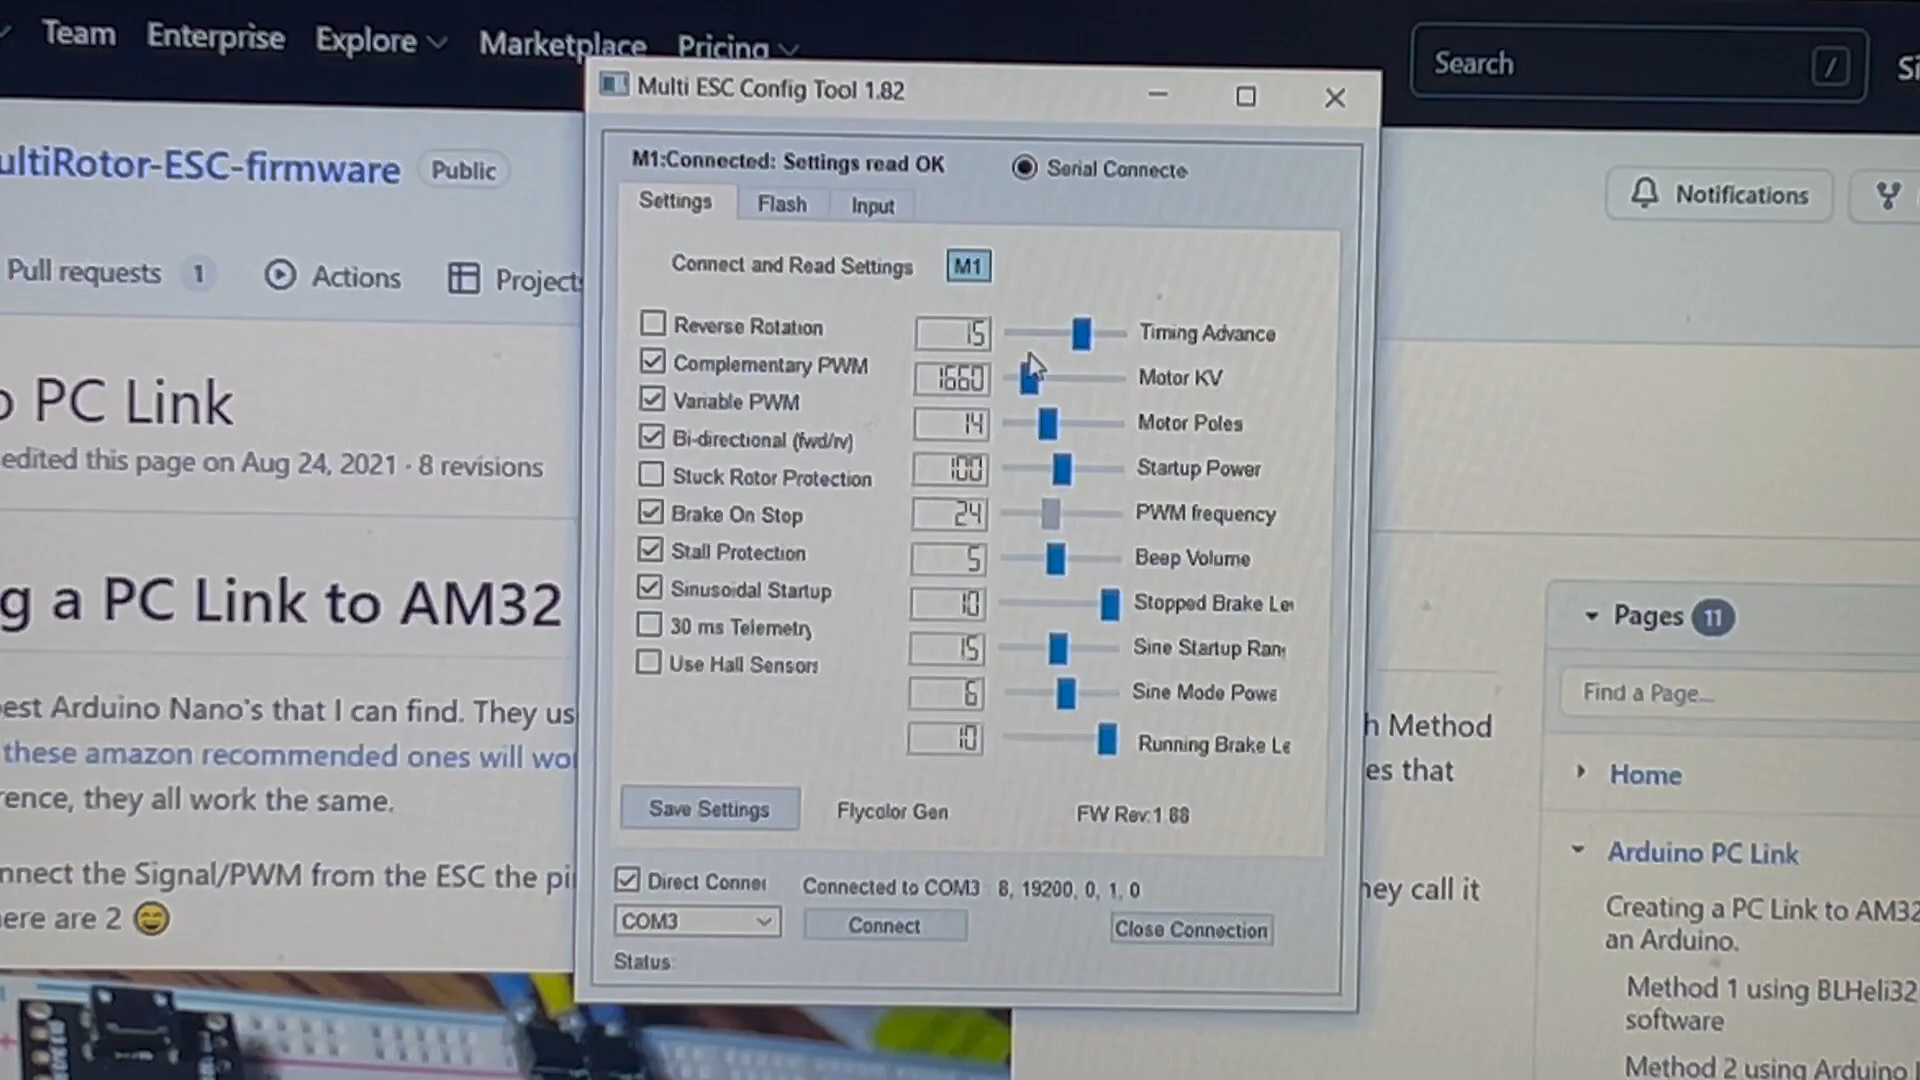 Team Enterprise Explore Marketplace Pricing
Search /
Multi ESC Config Tool 1.82
ultiRotor-ESC-firmware Public
Notifications
Pull requests 1 Actions Project
M1:Connected: Settings read OK Serial Connecte
Settings Flash Input
Connect and Read Settings M1
Reverse Rotation 15 Timing Advance
Complementary PWM 1660 Motor KV
Variable PWM 14 Motor Poles
Bi-directional (fwd/rv) 100 Startup Power
Stuck Rotor Protection 24 PWM frequency
Brake On Stop 5 Beep Volume
Stall Protection 10 Stopped Brake Le
Sinusoidal Startup 15 Sine Startup Ran
30 ms Telemetry 6 Sine Mode Powe
Use Hall Sensors 10 Running Brake Le
Save Settings Flycolor Gen FW Rev:1 88
Direct Connec Connected to COM3 8, 19200, 0, 1, 0
COM3 Connect Close Connection
Status:
o PC Link
edited this page on Aug 24, 2021 · 8 revisions
g a PC Link to AM32
est Arduino Nano's that I can find. They us
h Method
these amazon recommended ones will wo
es that
rence, they all work the same.
nnect the Signal/PWM from the ESC the pi
hey call it
ere are 2 😄
Pages 11
Find a Page...
Home
Arduino PC Link
Creating a PC Link to AM32
an Arduino.
Method 1 using BLHeli32
software
Method 2 using Arduino